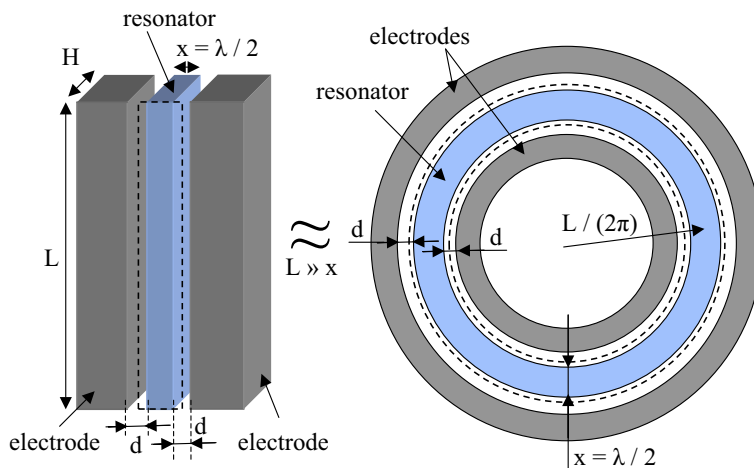 resonator
x = λ / 2
H
L
electrode
d
d
electrode
≈
L » x
electrodes
resonator
d
d
L / (2π)
x = λ / 2